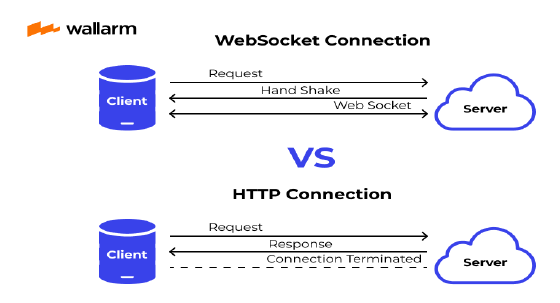 wallarm
WebSocket Connection
Request
Hand Shake
Web Socket
Client
Server
VS
HTTP Connection
Request
Response
Connection Terminated
Client
Server